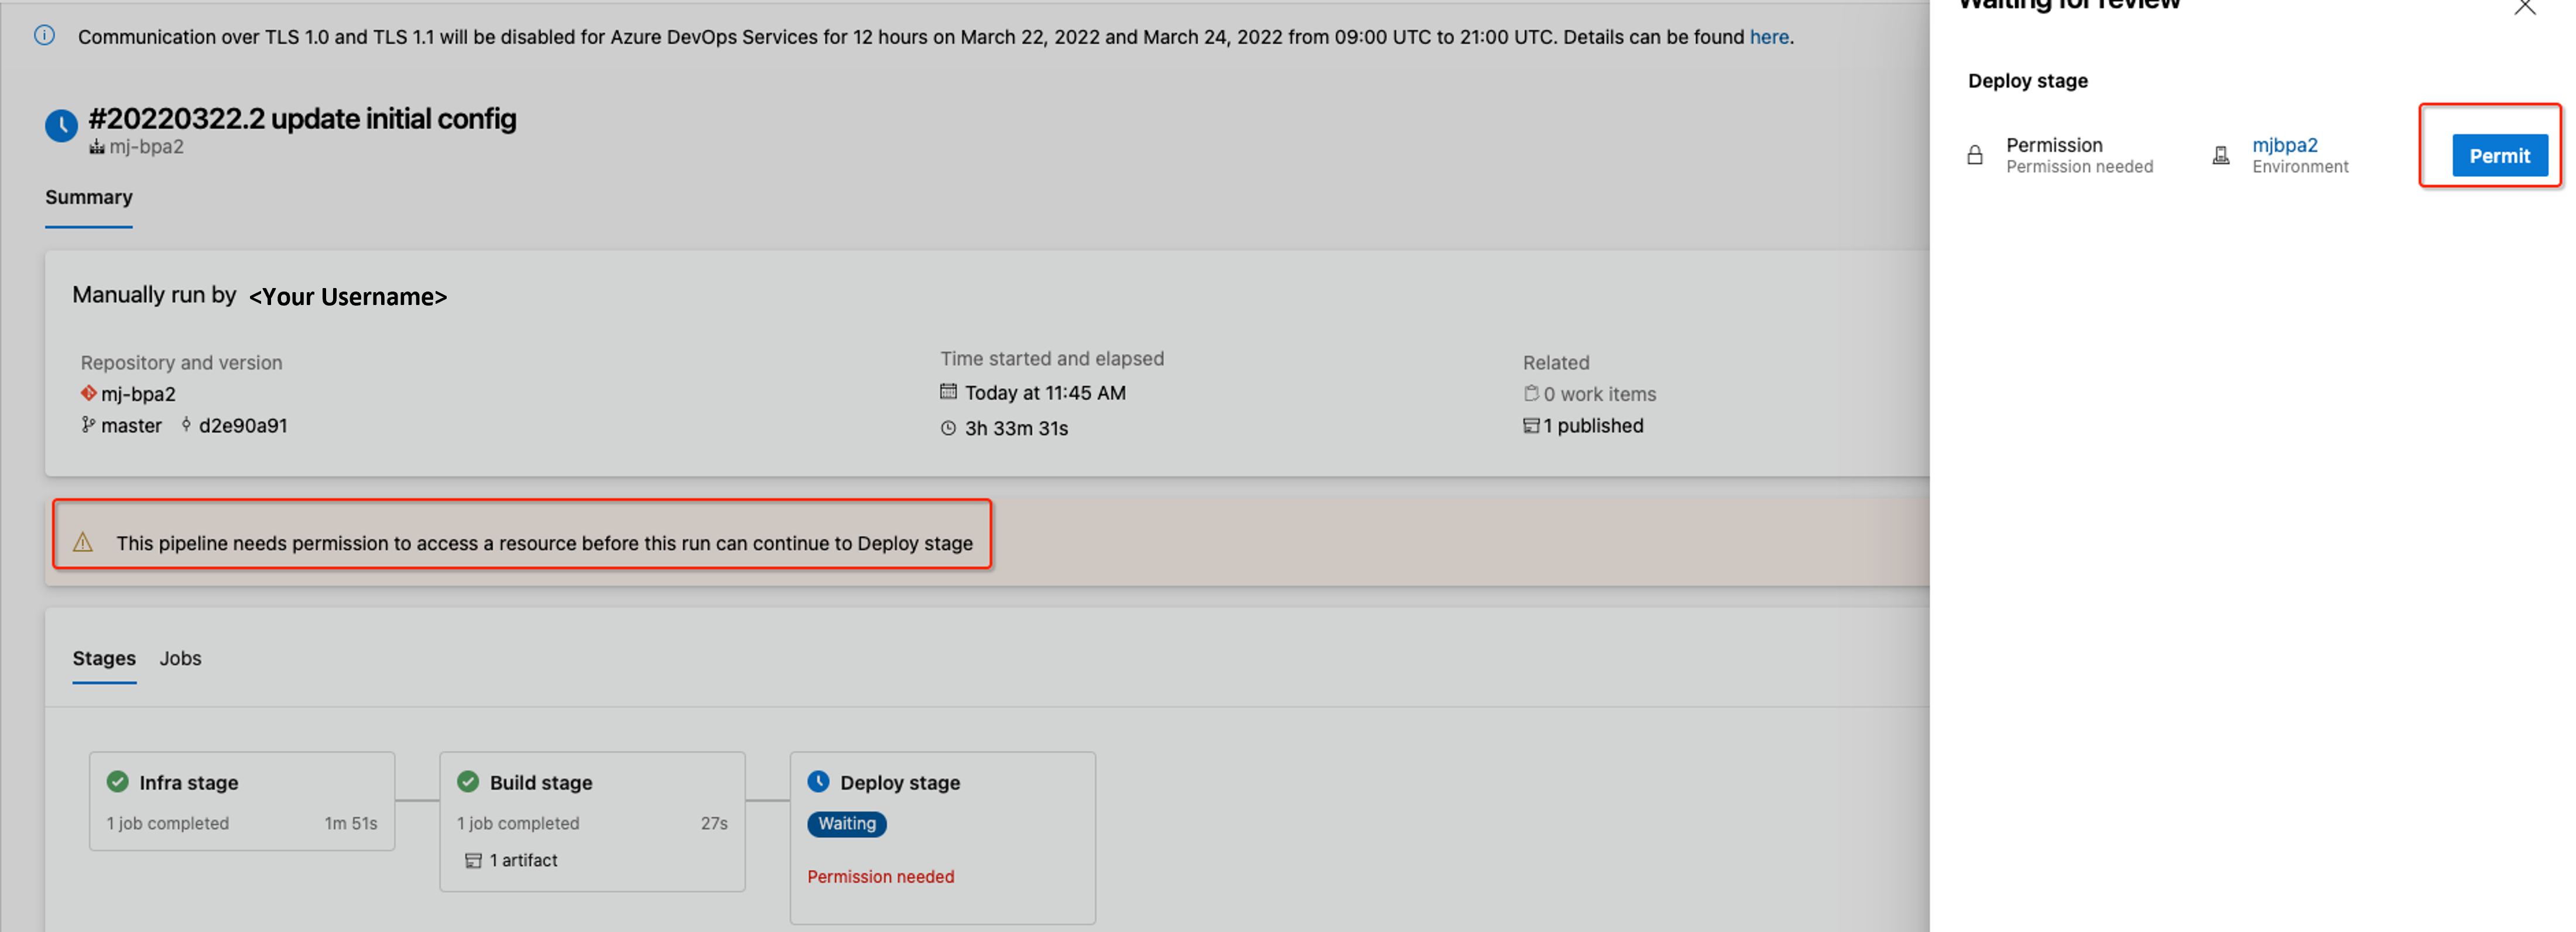 Communication over TLS 1.0 and TLS 1.1 will be disabled for Azure DevOps Services for 12 hours on March 22, 2022 and March 24, 2022 from 09:00 UTC to 21:00 UTC. Details can be found here.
#20220322.2 update initial config
mj-bpa2
Summary
Manually run by <Your Username>
Repository and version
mj-bpa2
master d2e90a91
Time started and elapsed
Today at 11:45 AM
3h 33m 31s
Related
0 work items
1 published
This pipeline needs permission to access a resource before this run can continue to Deploy stage
Stages Jobs
Infra stage
1 job completed 1m 51s
Build stage
1 job completed 27s
1 artifact
Deploy stage
Waiting
Permission needed
Waiting for review
Deploy stage
Permission
Permission needed
mjbpa2
Environment
Permit